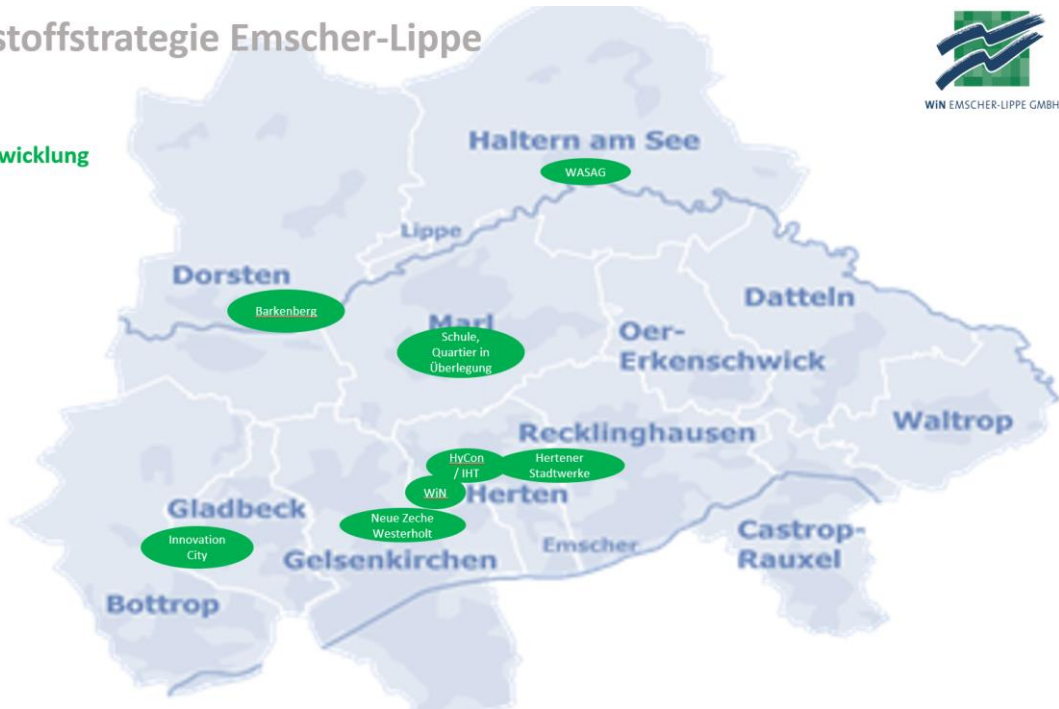 stoffstrategie Emscher-Lippe
WiN EMSCHER-LIPPE GMBH
wicklung
Haltern am See
WASAG
Lippe
Dorsten
Barkenberg
Datteln
Marl
Schule,
Quartier in
Überlegung
Oer-
Erkenschwick
Waltrop
Recklinghausen
HyCon
/ IHT
Hertener
Stadtwerke
WiN
Herten
Gladbeck
Neue Zeche
Westerholt
Innovation
City
Gelsenkirchen
Emscher
Castrop-
Rauxel
Bottrop